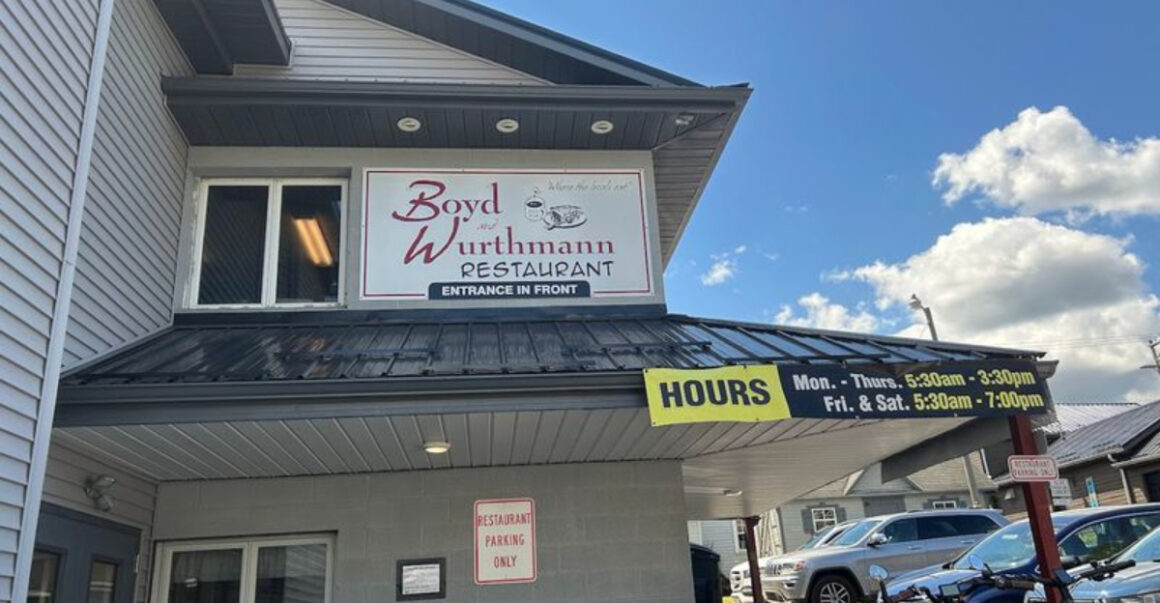 "Where the locals eat"
Boyd
and
Wurthmann
RESTAURANT
ENTRANCE IN FRONT
HOURS
Mon. - Thurs. 5:30am - 3:30pm
Fri. & Sat. 5:30am - 7:00pm
RESTAURANT
PARKING ONLY
RESTAURANT
PARKING
ONLY